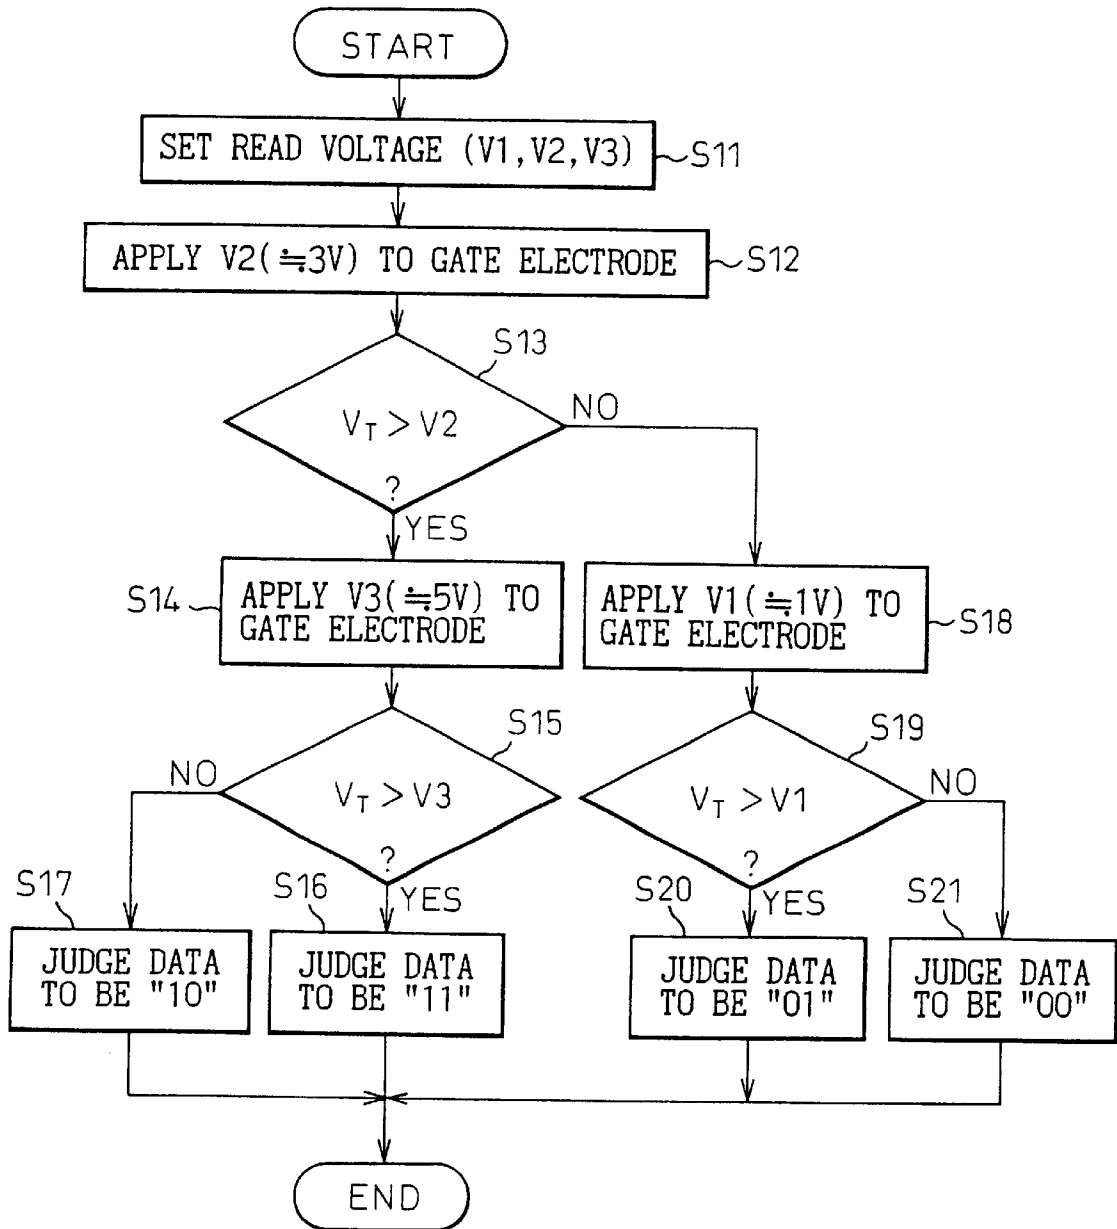 START
SET READ VOLTAGE (V1,V2,V3)
S11
APPLY V2(≒3V) TO GATE ELECTRODE
S12
S13
VT > V2
?
NO
YES
S14
APPLY V3(≒5V) TO
GATE ELECTRODE
APPLY V1(≒1V) TO
GATE ELECTRODE
S18
S15
VT > V3
?
NO
YES
S19
VT > V1
?
NO
YES
S17
JUDGE DATA
TO BE "10"
S16
JUDGE DATA
TO BE "11"
S20
JUDGE DATA
TO BE "01"
S21
JUDGE DATA
TO BE "00"
END